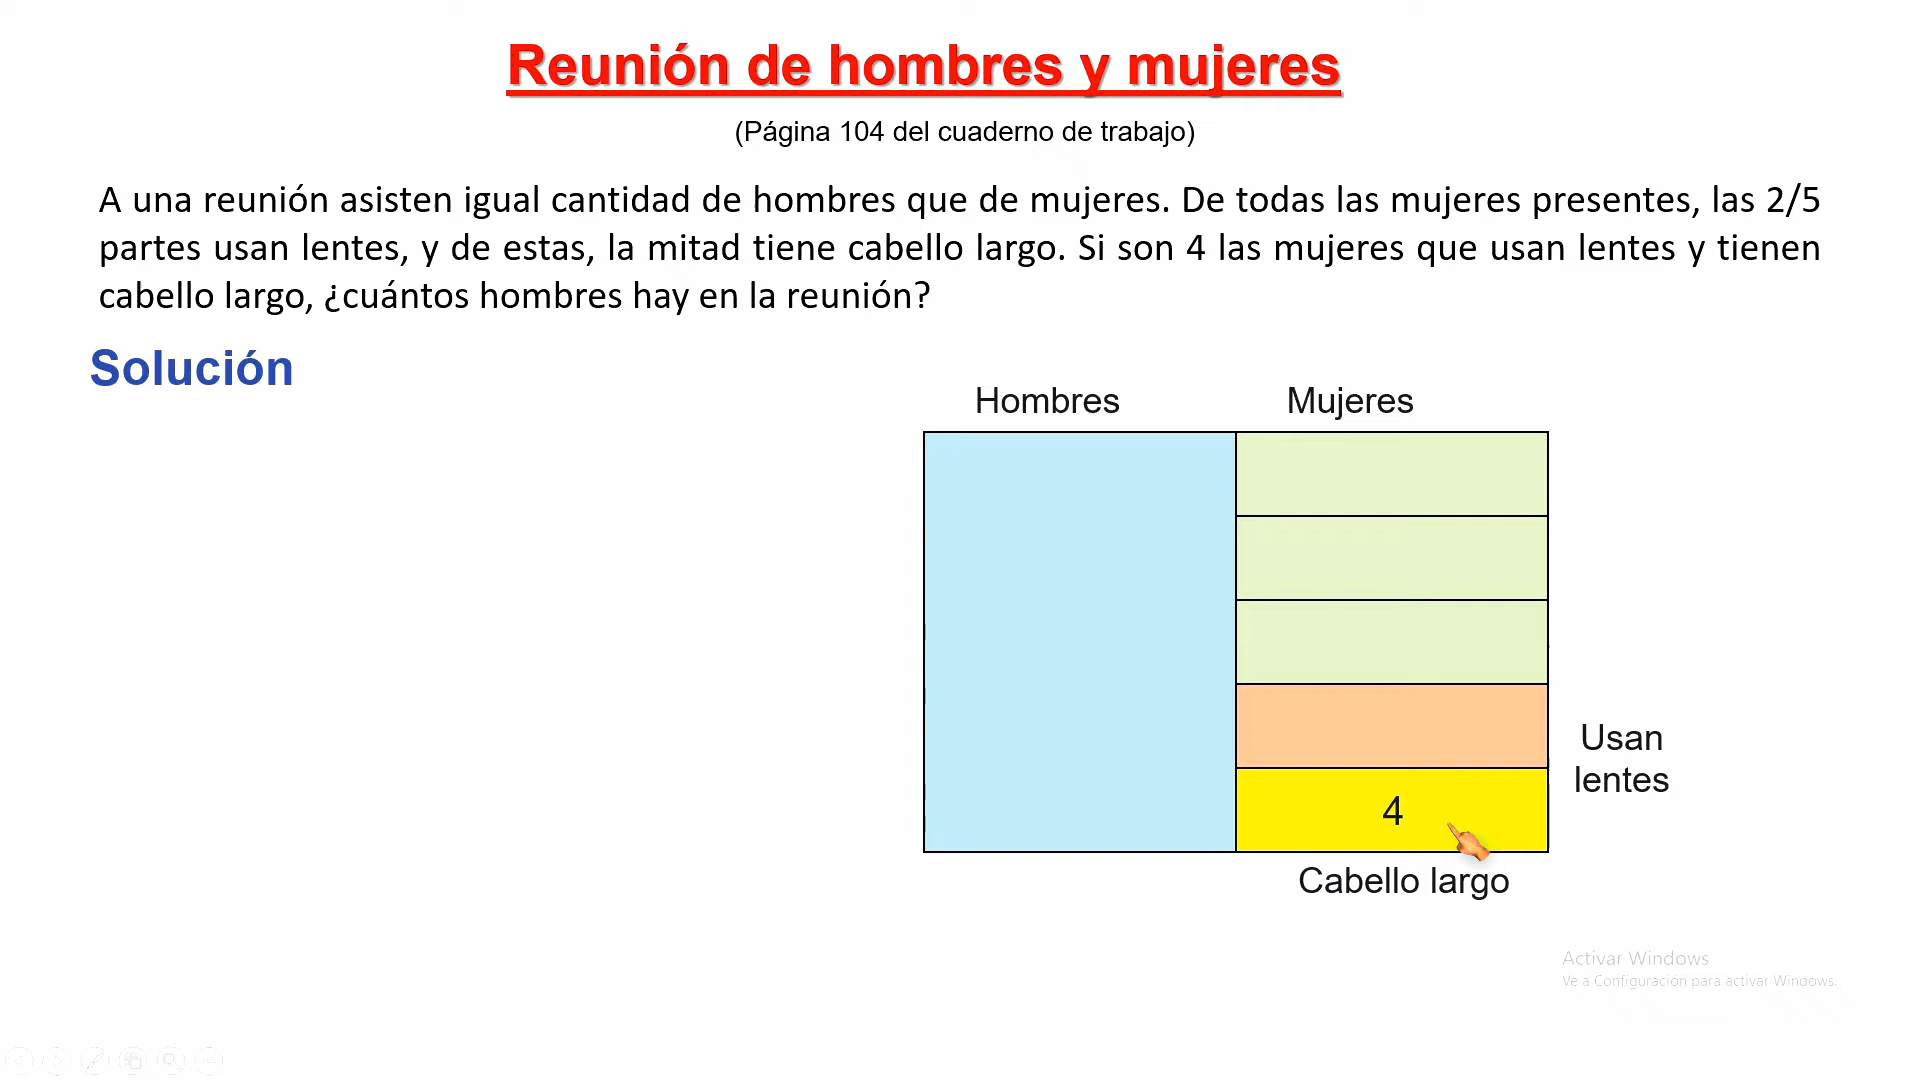 Reunión de hombres y mujeres
(Página 104 del cuaderno de trabajo)
A una reunión asisten igual cantidad de hombres que de mujeres. De todas las mujeres presentes, las 2/5
partes usan lentes, y de estas, la mitad tiene cabello largo. Si son 4 las mujeres que usan lentes y tienen
cabello largo, ¿cuántos hombres hay en la reunión?
Solución
Hombres
Mujeres
Usan
lentes
4
Cabello largo
Activar Windows
Ve a Configuración para activar Windows.